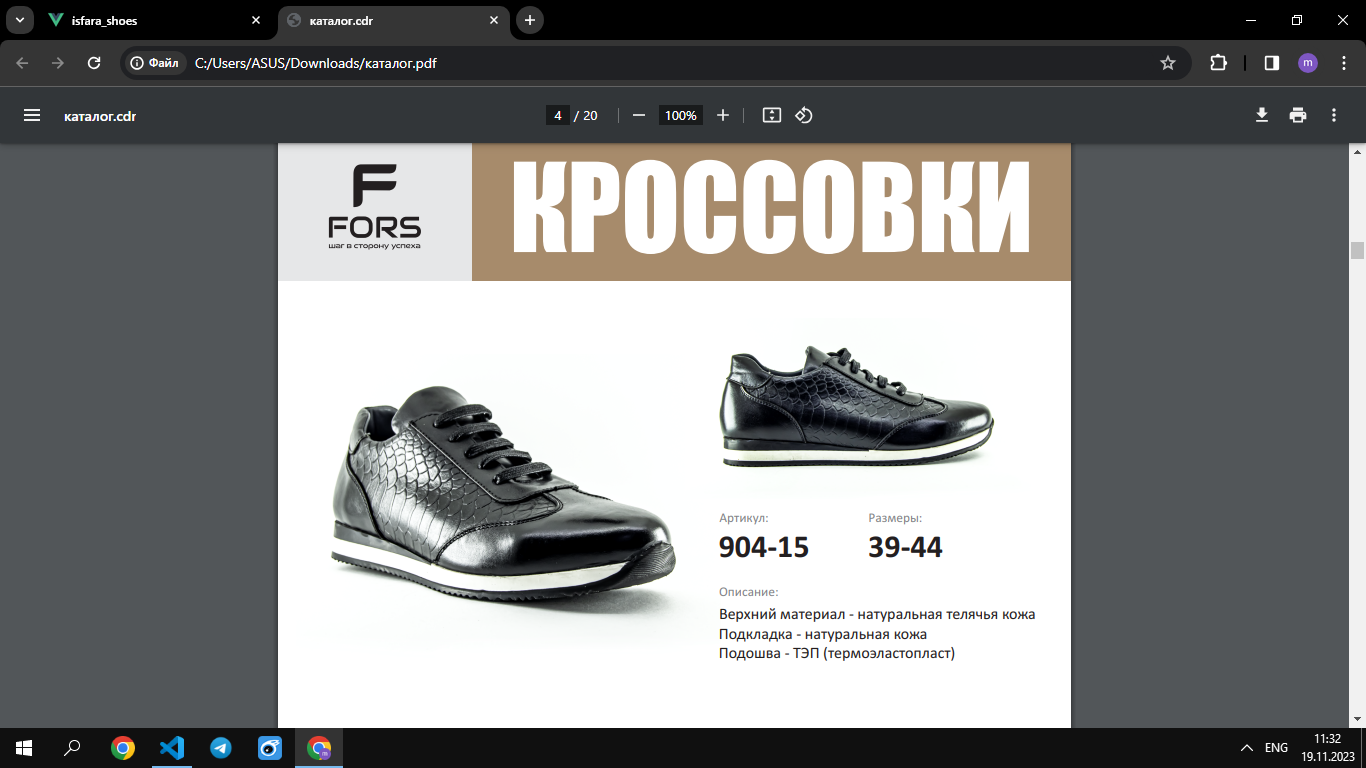 isfara_shoes
каталог.cdr
Файл
C:/Users/ASUS/Downloads/каталог.pdf
m
каталог.cdr
4 / 20
100%
F
FORS
шаг в сторону успеха
КРОССОВКИ
Артикул:
Размеры:
904-15
39-44
Описание:
Верхний материал - натуральная телячья кожа
Подкладка - натуральная кожа
Подошва - ТЭП (термоэластопласт)
ENG
11:32
19.11.2023